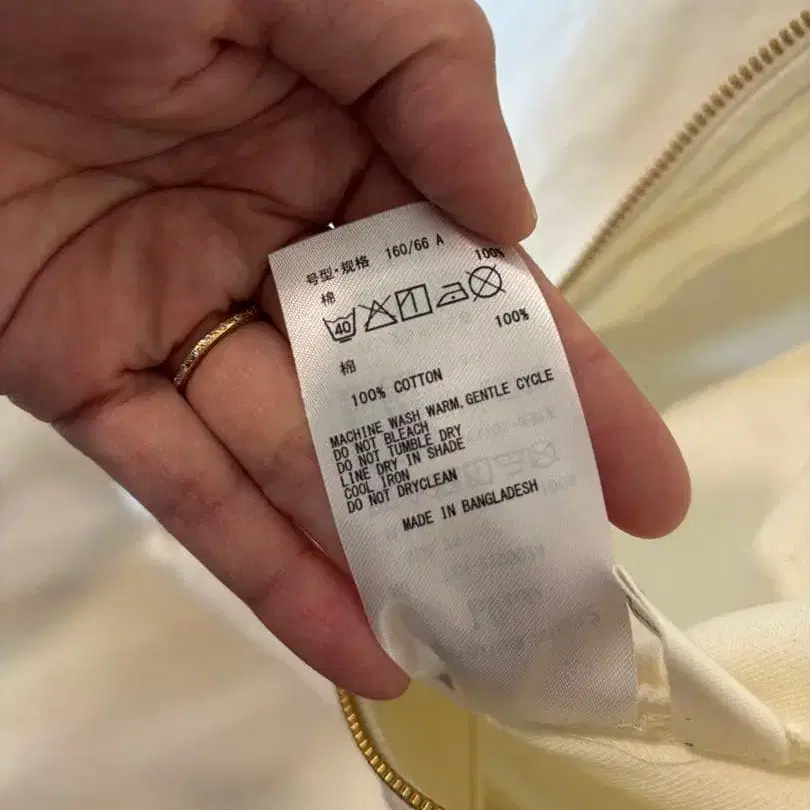 号型·规格 160/66 A
棉 100%
40
棉 100%
100% COTTON
MACHINE WASH WARM, GENTLE CYCLE
DO NOT BLEACH
DO NOT TUMBLE DRY
LINE DRY IN SHADE
COOL IRON
DO NOT DRYCLEAN
MADE IN BANGLADESH